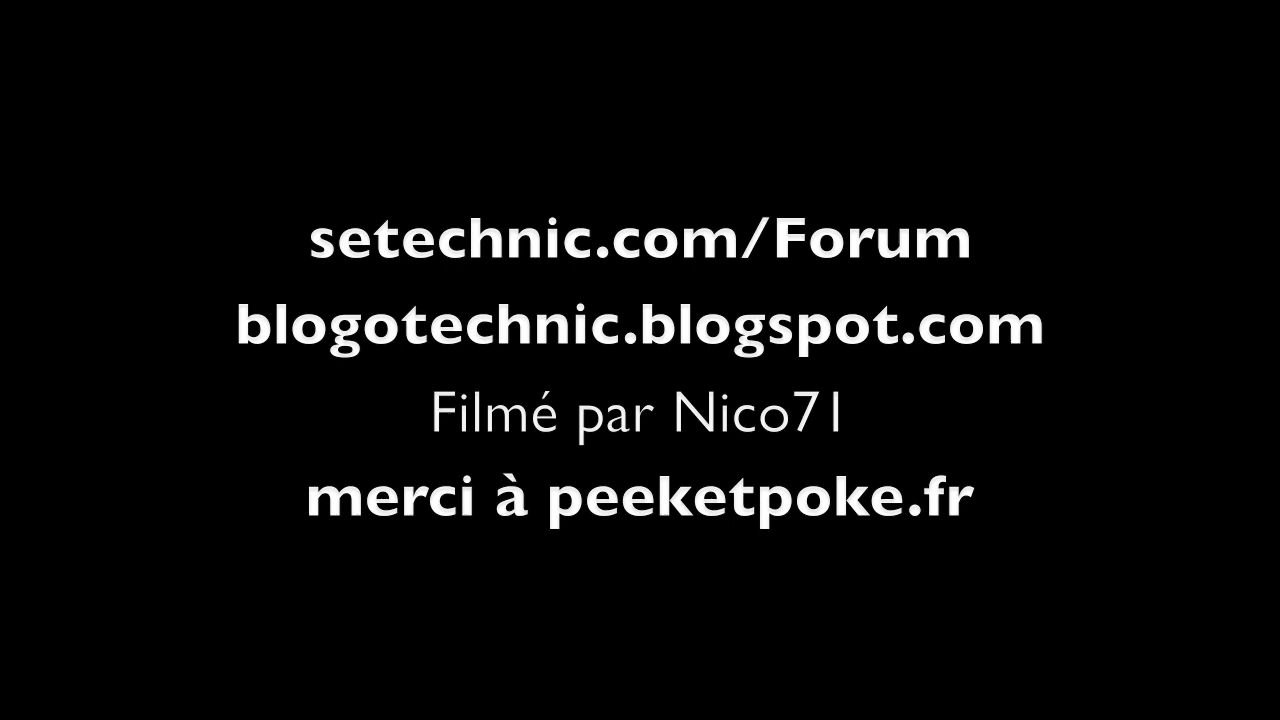 setechnic.com/Forum
blogotechnic.blogspot.com
Filmé par Nico71
merci à peeketpoke.fr